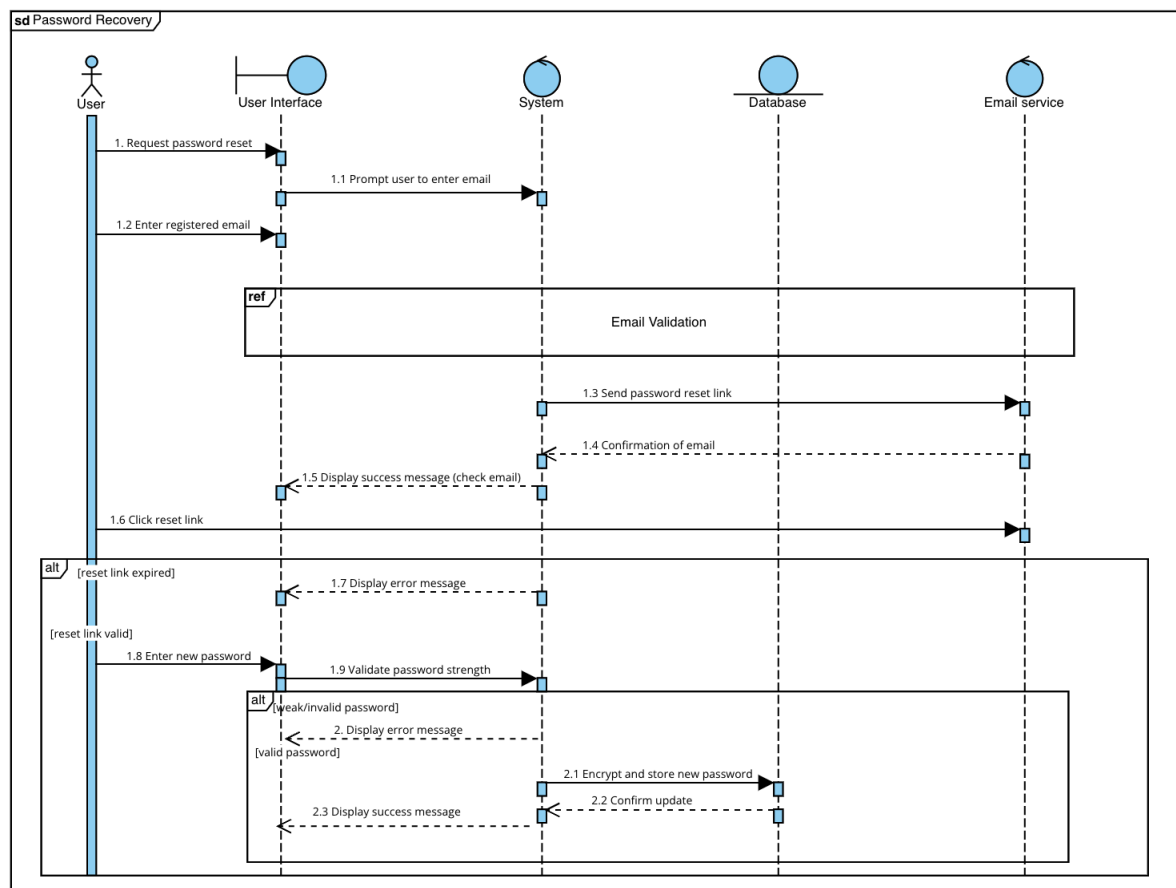 sd Password Recovery
User
User Interface
System
Database
Email service
1. Request password reset
1.1 Prompt user to enter email
1.2 Enter registered email
ref
Email Validation
1.3 Send password reset link
1.4 Confirmation of email
1.5 Display success message (check email)
1.6 Click reset link
alt
[reset link expired]
1.7 Display error message
[reset link valid]
1.8 Enter new password
1.9 Validate password strength
alt
[weak/invalid password]
2. Display error message
[valid password]
2.1 Encrypt and store new password
2.2 Confirm update
2.3 Display success message